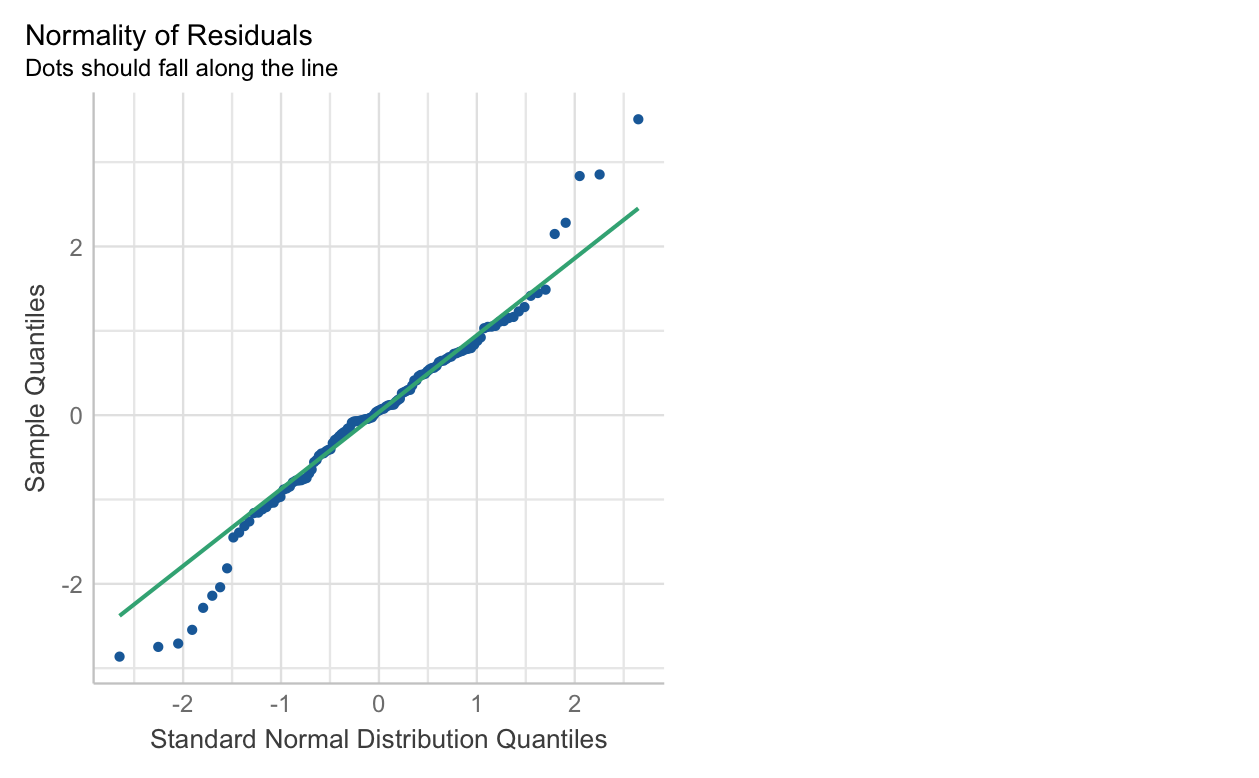 Normality of Residuals
Dots should fall along the line
2
0
-2
Sample Quantiles
-2
-1
0
1
2
Standard Normal Distribution Quantiles